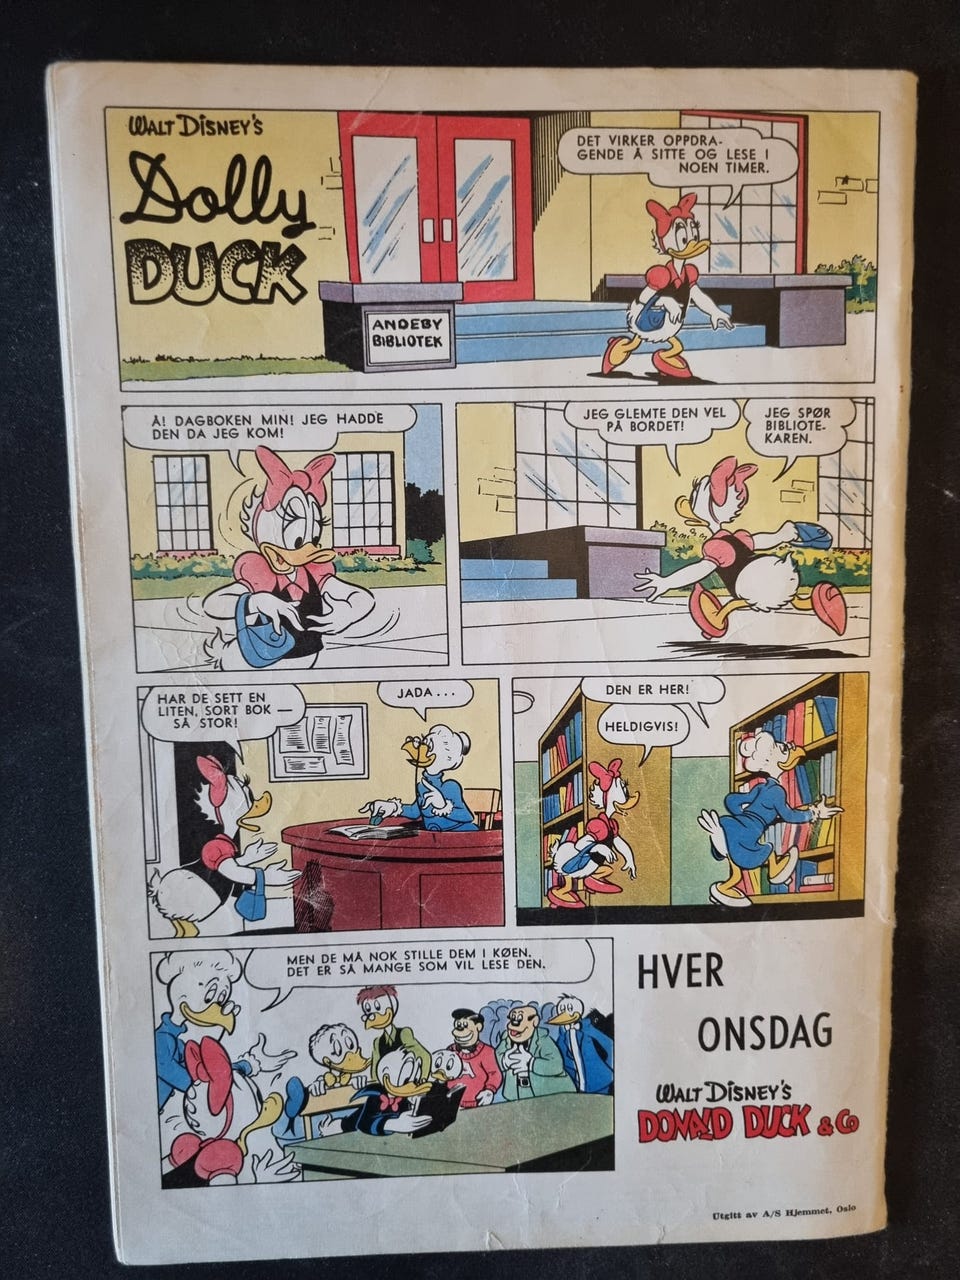 WALT DISNEY'S
Dolly
DUCK
ANDEBY
BIBLIOTEK
DET VIRKER OPPDRA-
GENDE Å SITTE OG LESE I
NOEN TIMER.
Å! DAGBOKEN MIN! JEG HADDE
DEN DA JEG KOM!
JEG GLEMTE DEN VEL
PÅ BORDET!
JEG SPØR
BIBLIOTE-
KAREN.
HAR DE SETT EN
LITEN, SORT BOK —
SÅ STOR!
JADA...
DEN ER HER!
HELDIGVIS!
MEN DE MÅ NOK STILLE DEM I KØEN.
DET ER SÅ MANGE SOM VIL LESE DEN.
HVER
ONSDAG
WALT DISNEY'S
DONALD DUCK & Co
Utgitt av A/S Hjemmet, Oslo